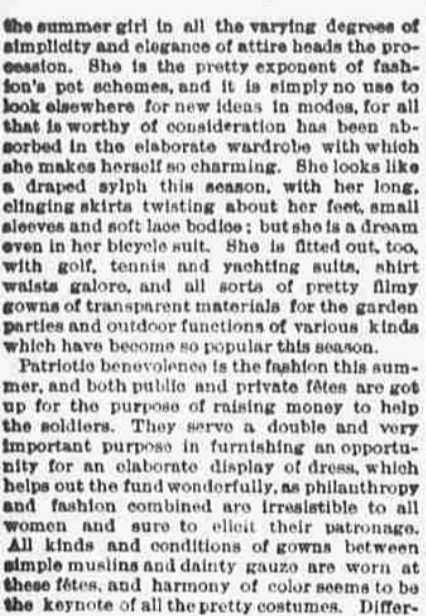 the summer girl in all the varying degrees of
simplicity and elegance of attire heads the pro-
cession. She is the pretty exponent of fash-
ion's pet schemes, and it is simply no use to
look elsewhere for new ideas in modes, for all
that is worthy of consideration has been ab-
sorbed in the elaborate wardrobe with which
she makes herself so charming. She looks like
a draped sylph this season, with her long,
clinging skirts twisting about her feet, small
sleeves and soft lace bodice; but she is a dream
even in her bicycle suit. She is fitted out, too,
with golf, tennis and yachting suits, shirt
waists galore, and all sorts of pretty filmy
gowns of transparent materials for the garden
parties and outdoor functions of various kinds
which have become so popular this season.
Patriotic benevolence is the fashion this sum-
mer, and both public and private fêtes are got
up for the purpose of raising money to help
the soldiers. They serve a double and very
important purpose in furnishing an opportu-
nity for an elaborate display of dress, which
helps out the fund wonderfully, as philanthropy
and fashion combined are irresistible to all
women and sure to elicit their patronage.
All kinds and conditions of gowns between
simple muslins and dainty gauze are worn at
these fêtes, and harmony of color seems to be
the keynote of all the pretty costumes. Differ-